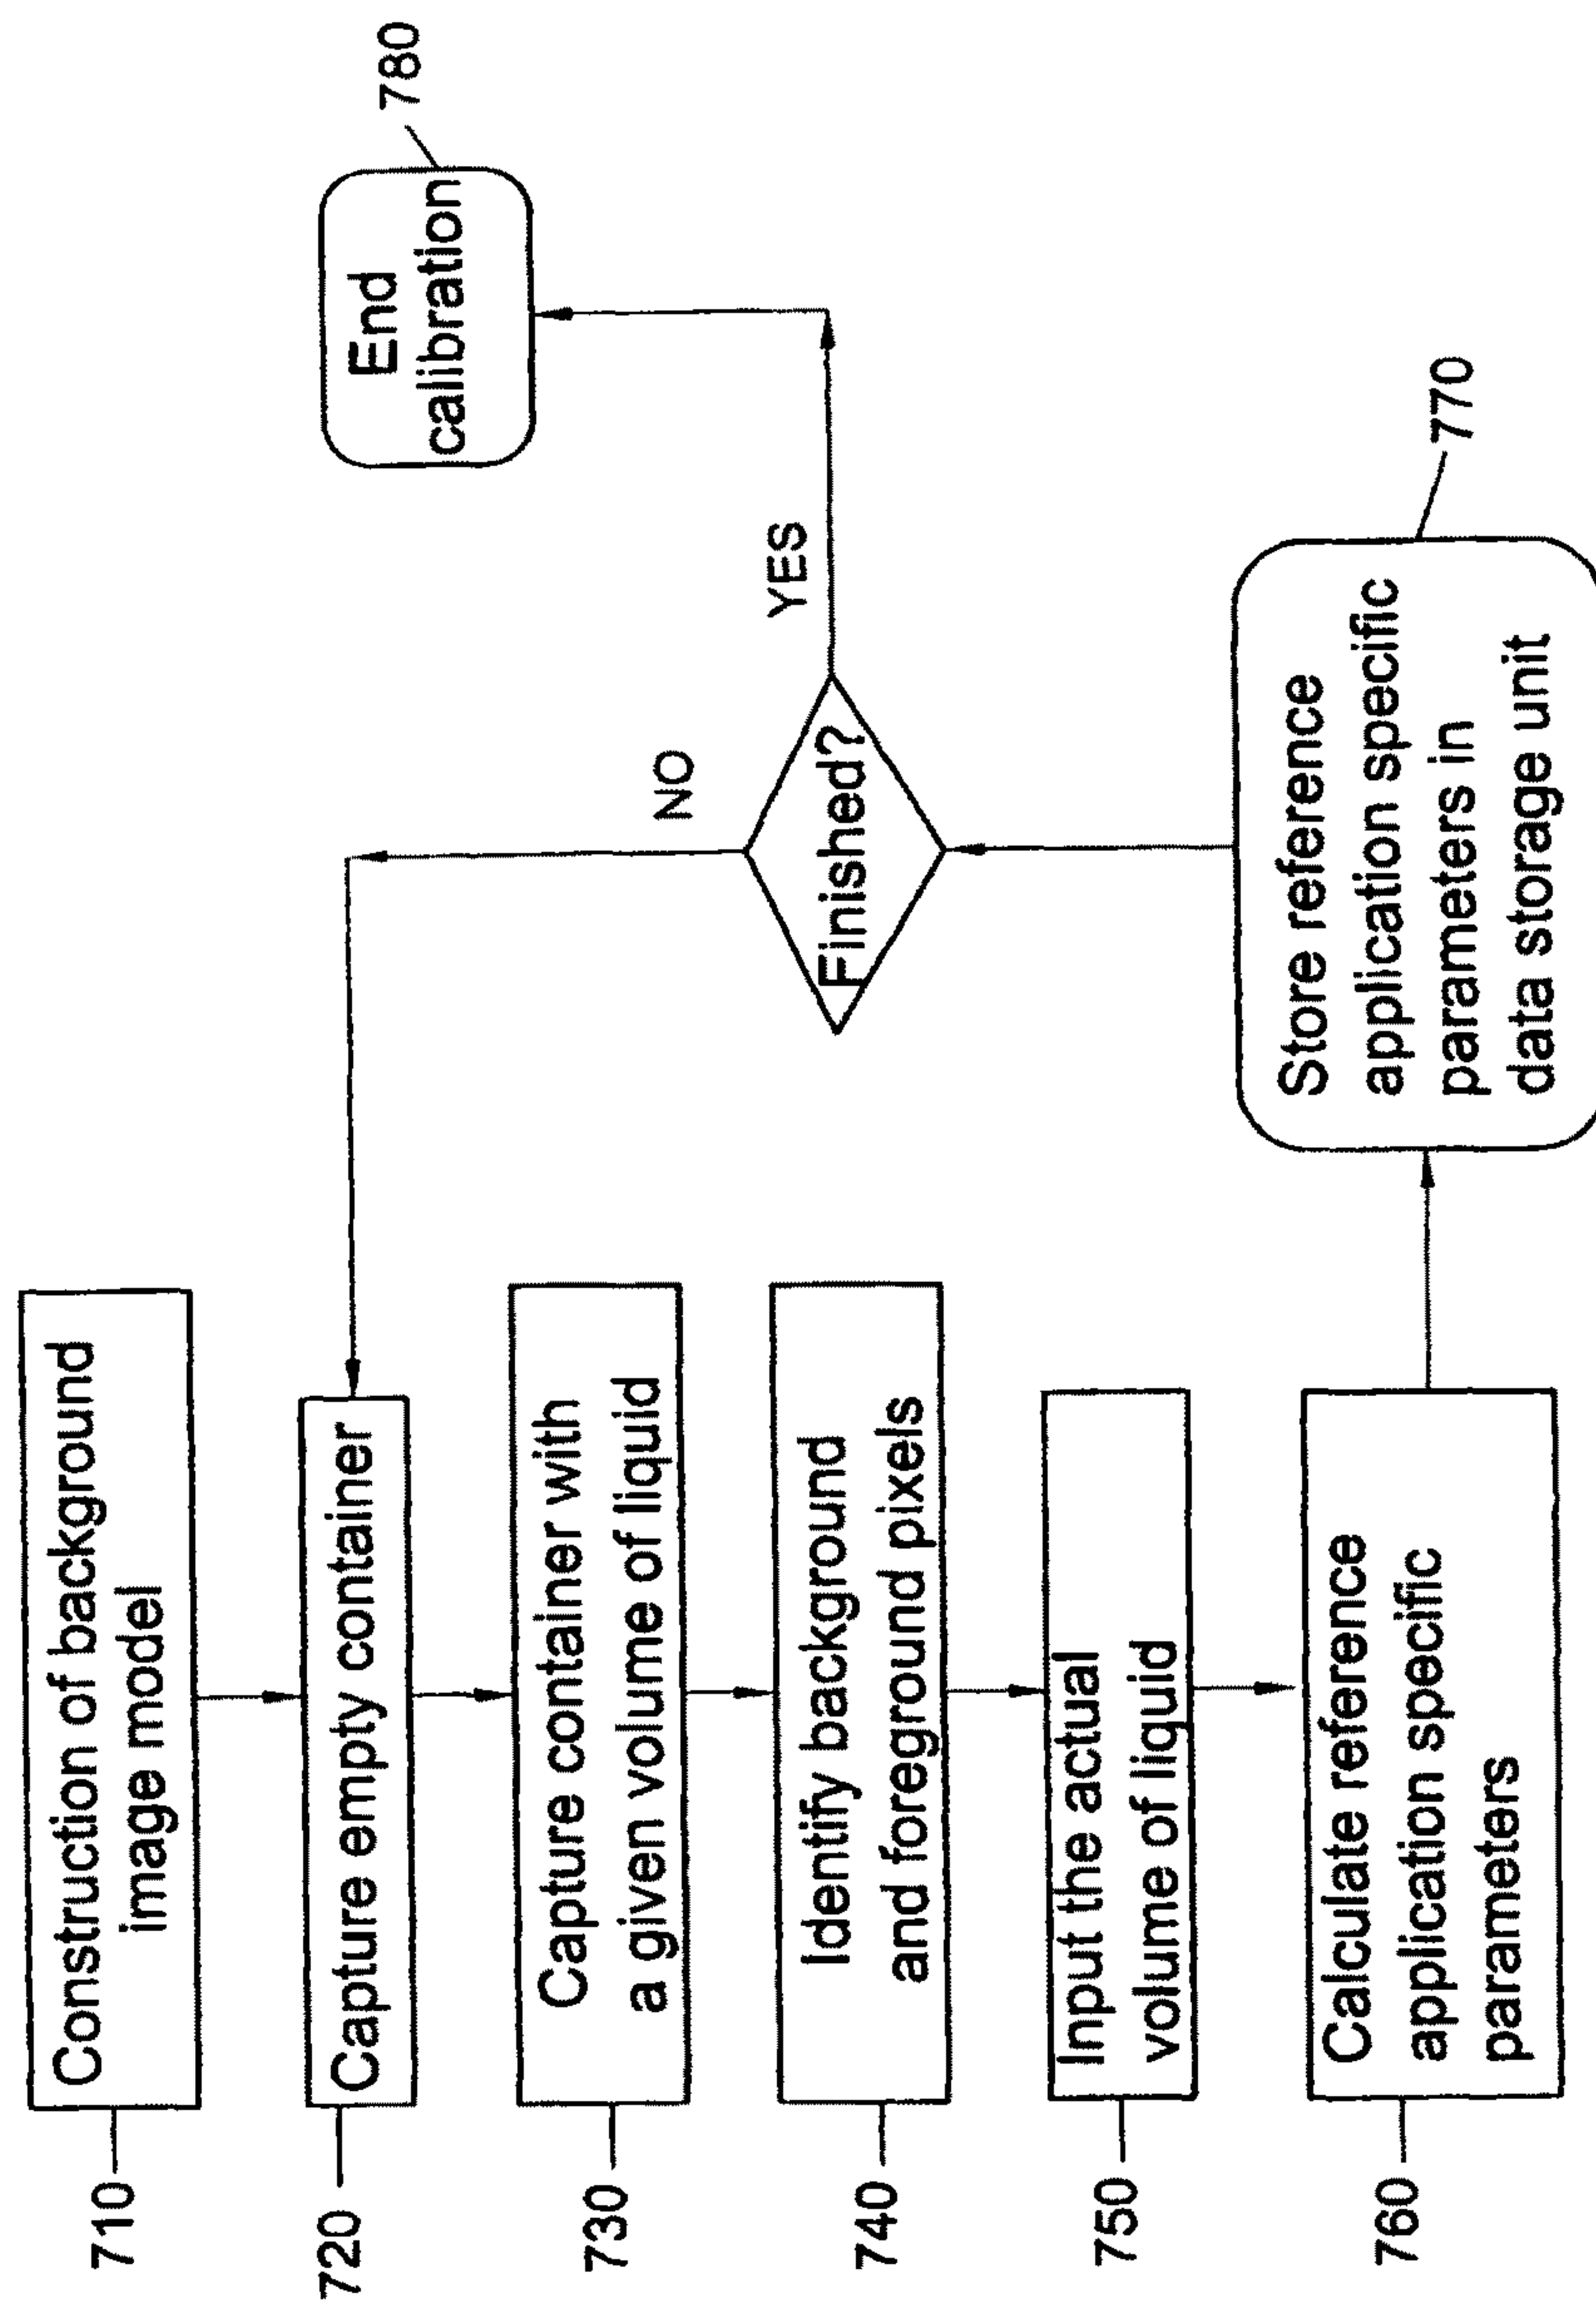 710
Construction of background
image model
720
Capture empty container
730
Capture container with
a given volume of liquid
740
Identify background
and foreground pixels
750
Input the actual
volume of liquid
760
Calculate reference
application specific
parameters
770
Store reference
application specific
parameters in
data storage unit
Finished?
NO
YES
780
End
calibration